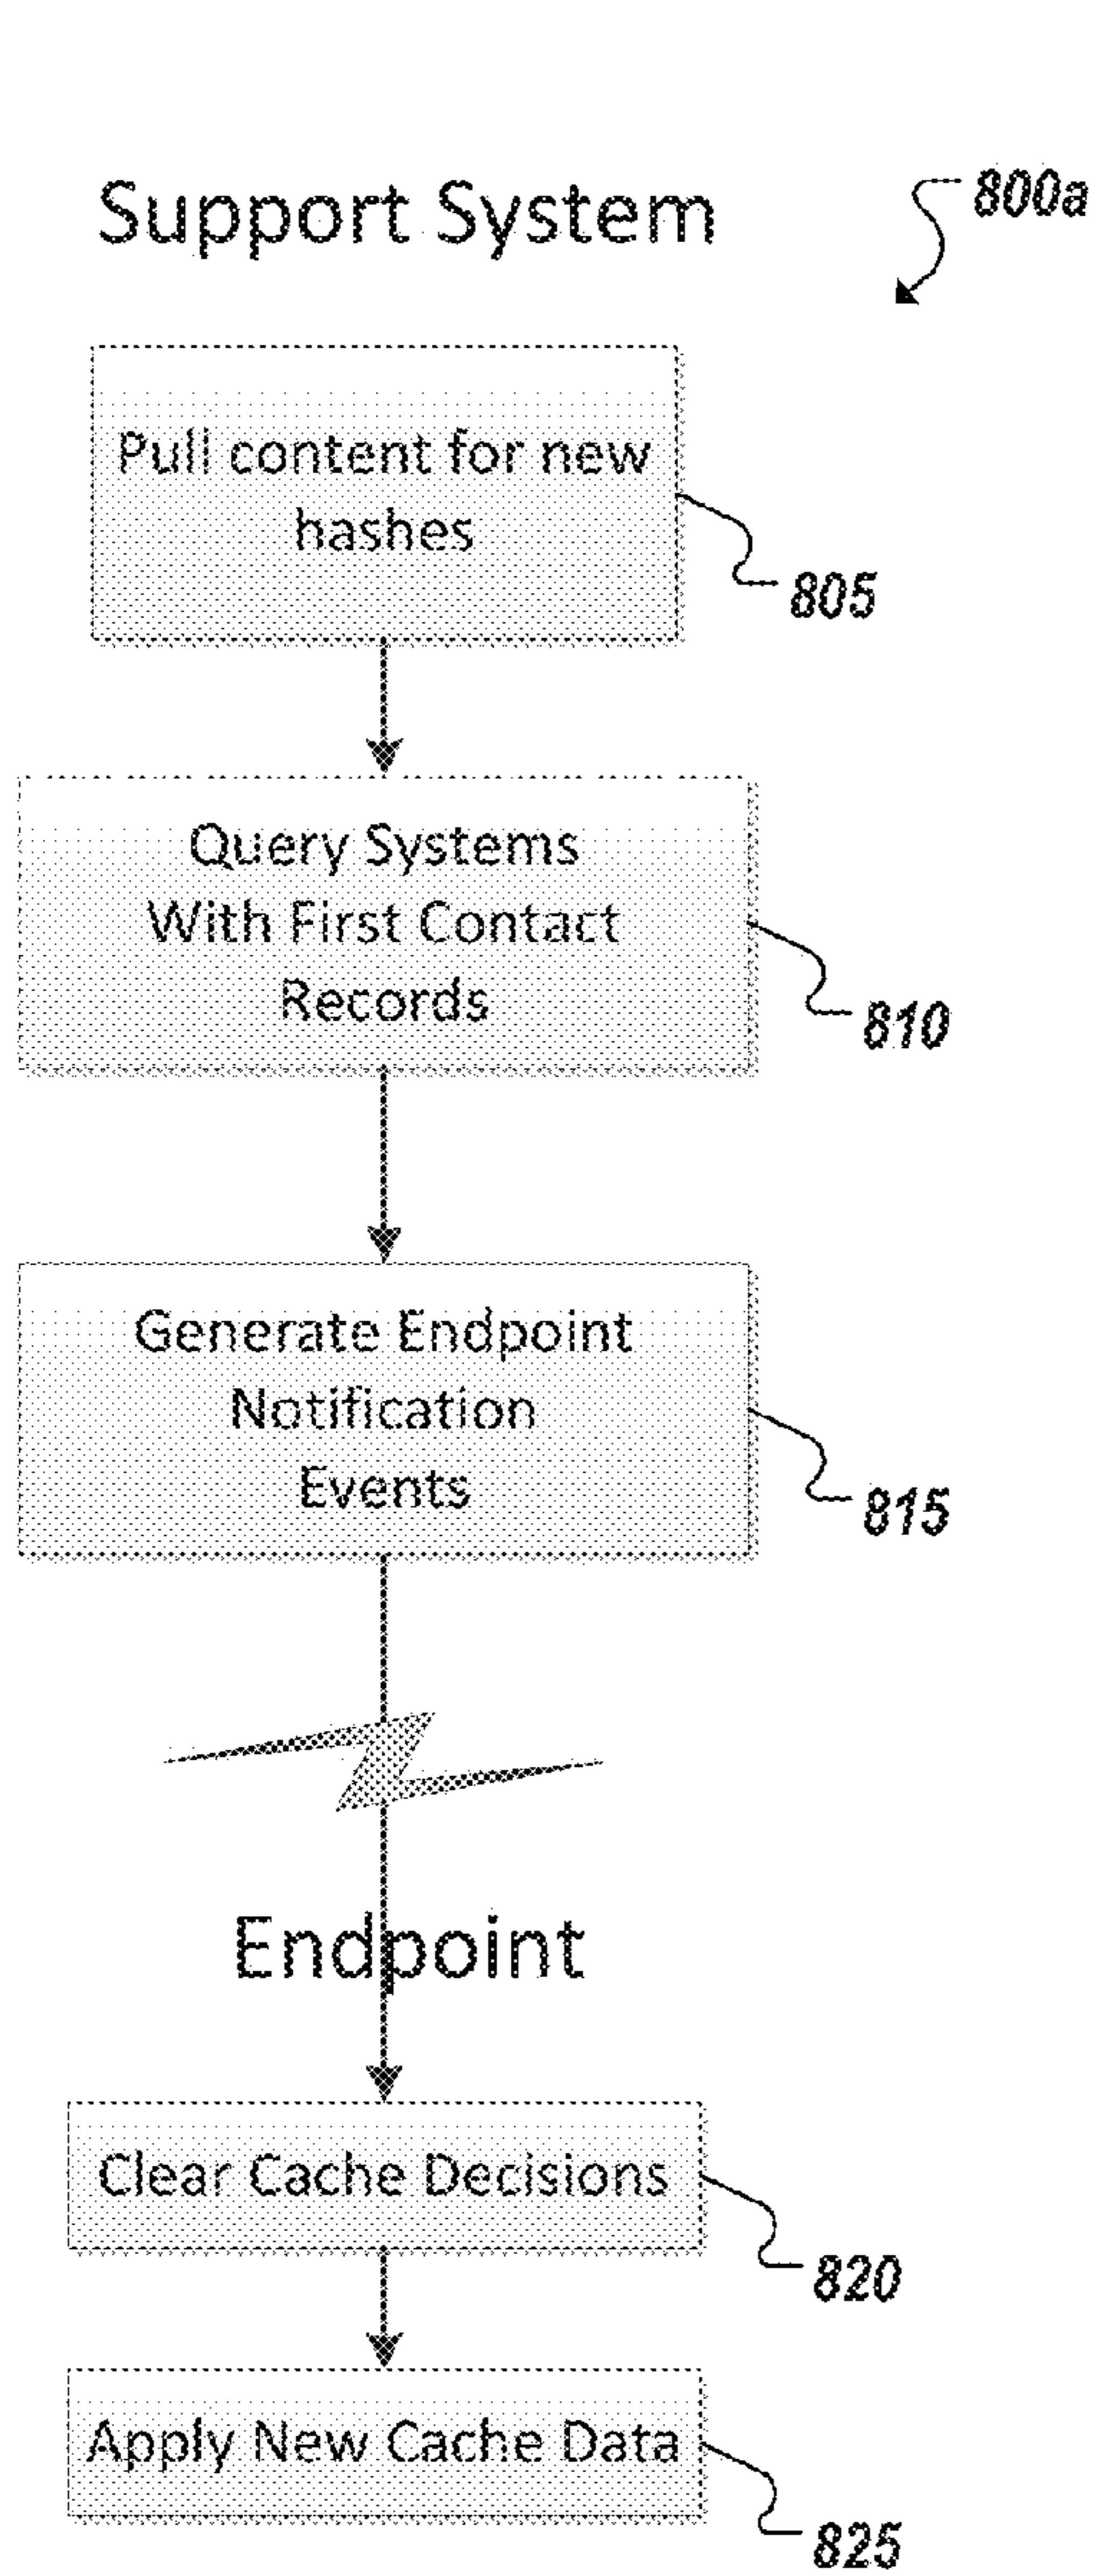 Support System
800a
Pull content for new
hashes
805
Query Systems
With First Contact
Records
810
Generate Endpoint
Notification
Events
815
Endpoint
Clear Cache Decisions
820
Apply New Cache Data
825